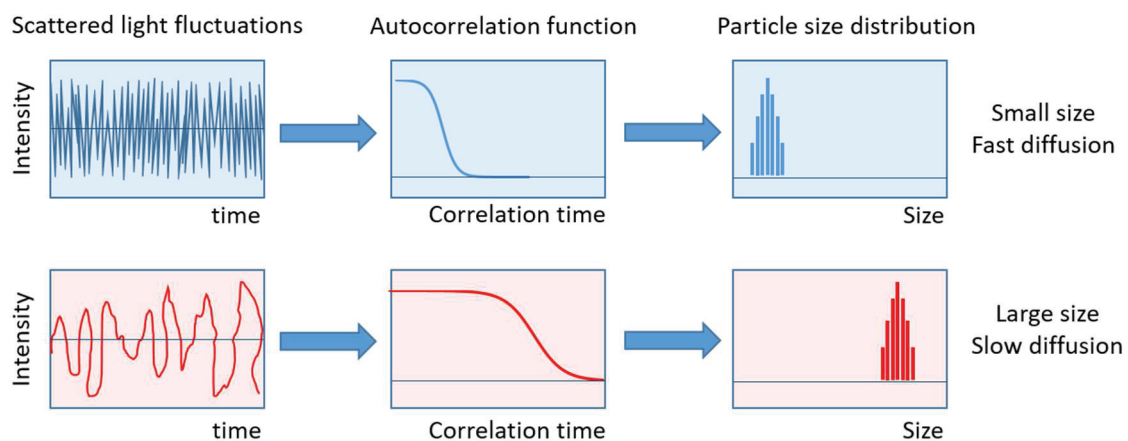 Scattered light fluctuations
Autocorrelation function
Particle size distribution
Intensity
time
Correlation time
Size
Small size
Fast diffusion
Intensity
time
Correlation time
Size
Large size
Slow diffusion